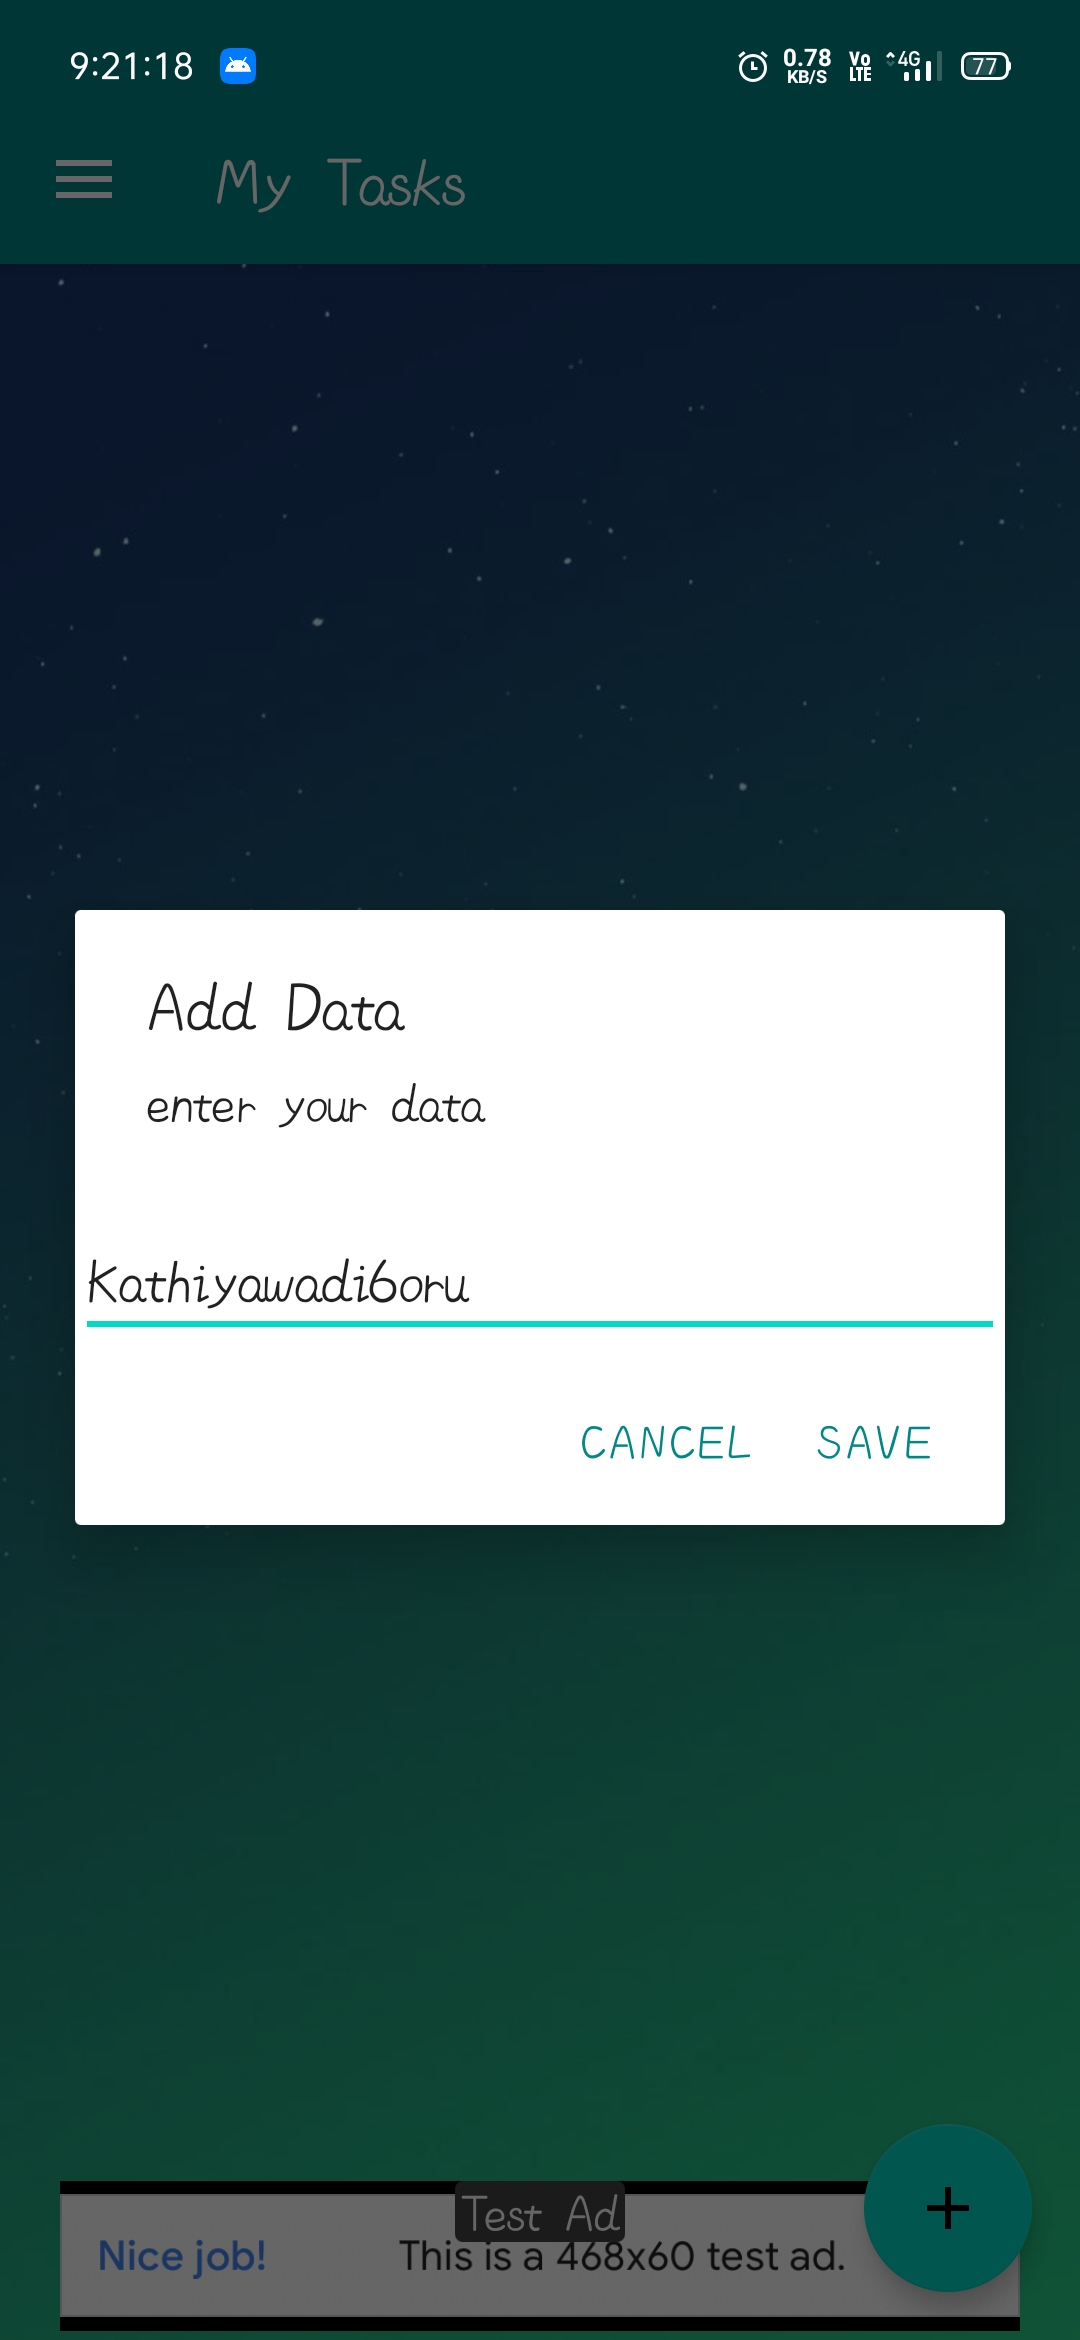 9:21:18 0.78 KB/S Vo LTE 4G 77
My Tasks
Add Data
enter your data
Kathiyawadi6oru
CANCEL SAVE
Test Ad
Nice job! This is a 468x60 test ad.